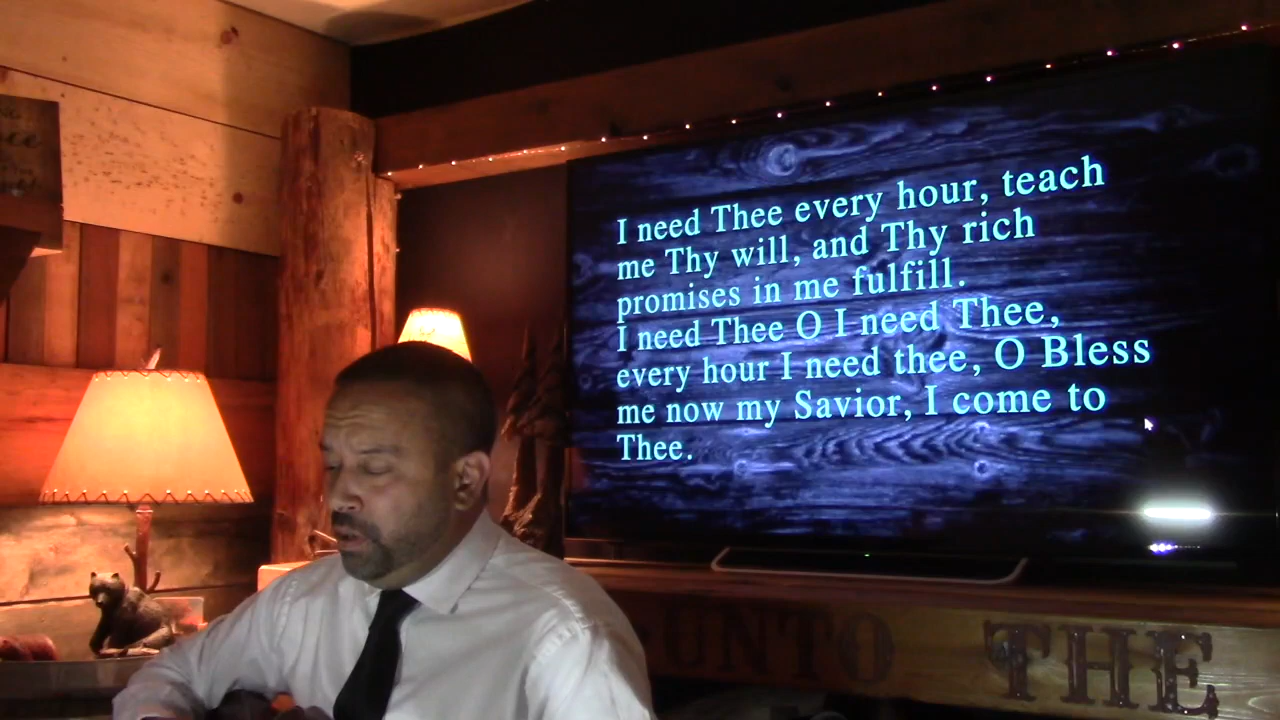 I need Thee every hour, teach
me Thy will, and Thy rich
promises in me fulfill.
I need Thee O I need Thee,
every hour I need thee, O Bless
me now my Savior, I come to
Thee.
UNTO THE